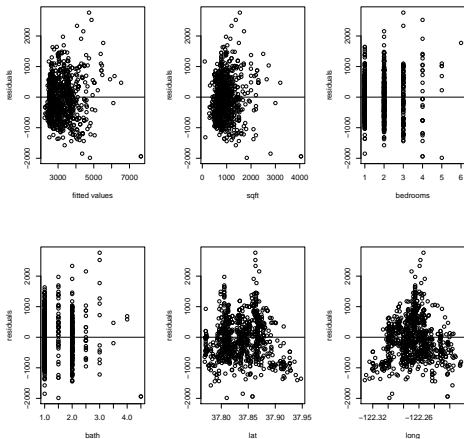 residuals
−2000 −1000 0 1000 2000
3000 5000 7000
fitted values
residuals
−2000 −1000 0 1000 2000
0 1000 2000 3000 4000
sqft
residuals
−2000 −1000 0 1000 2000
1 2 3 4 5 6
bedrooms
residuals
−2000 −1000 0 1000 2000
1.0 2.0 3.0 4.0
bath
residuals
−2000 −1000 0 1000 2000
37.80 37.85 37.90 37.95
lat
residuals
−2000 −1000 0 1000 2000
−122.32 −122.26
long